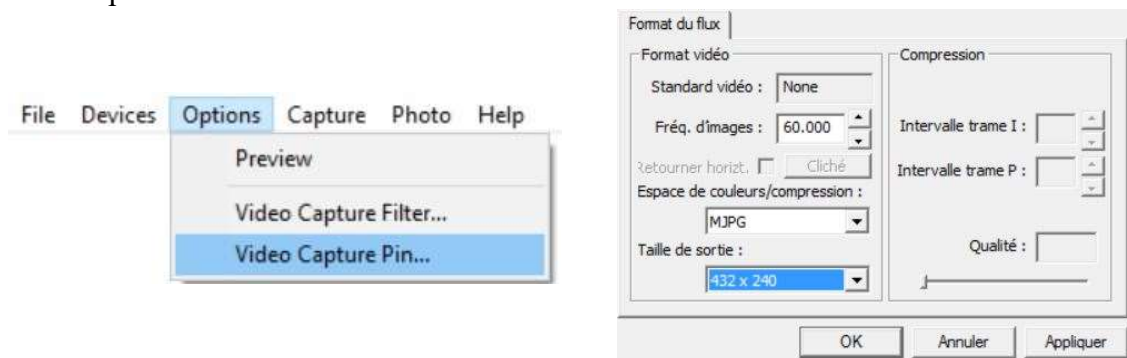 File Devices Options Capture Photo Help
Preview
Video Capture Filter...
Video Capture Pin...
Format du flux
Format vidéo
Standard vidéo : None
Fréq. d'images : 60.000
Retourner horizt. Cliché
Espace de couleurs/compression :
MJPG
Taille de sortie :
432 x 240
Compression
Intervalle trame I :
Intervalle trame P :
Qualité :
OK Annuler Appliquer